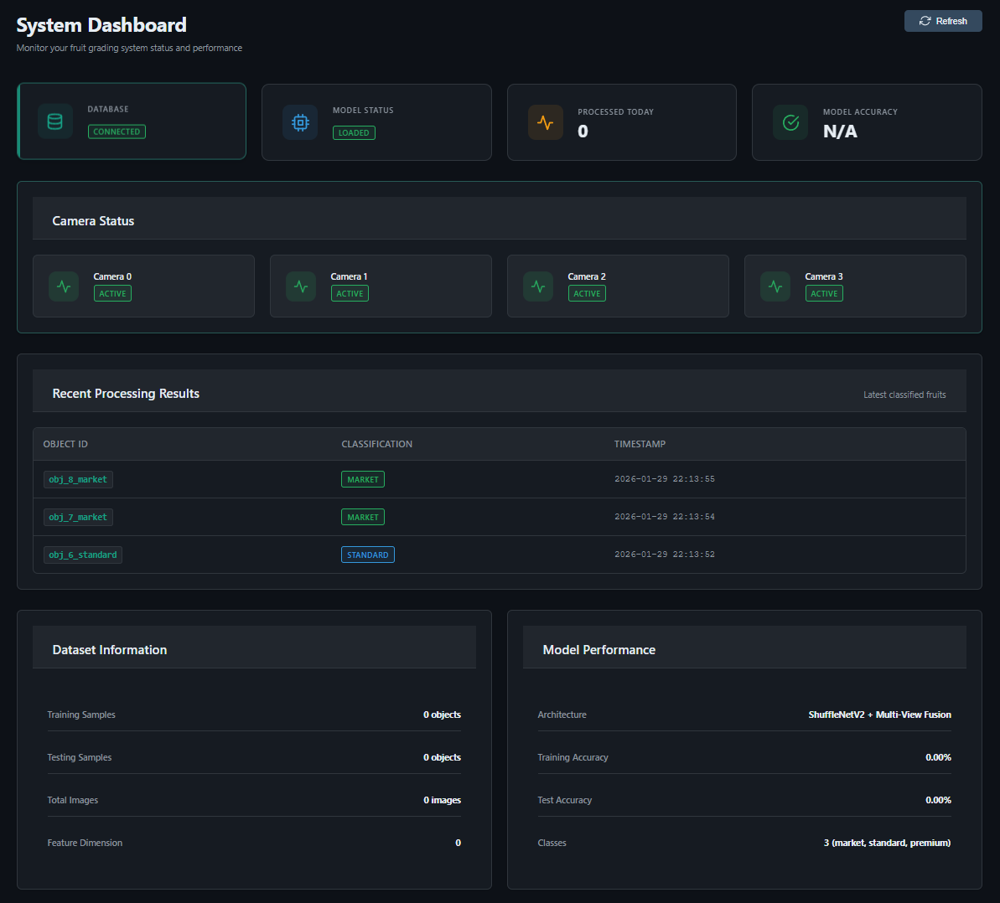 System Dashboard
Refresh
Monitor your fruit grading system status and performance
DATABASE
CONNECTED
MODEL STATUS
LOADED
PROCESSED TODAY
0
MODEL ACCURACY
N/A
Camera Status
Camera 0
ACTIVE
Camera 1
ACTIVE
Camera 2
ACTIVE
Camera 3
ACTIVE
Recent Processing Results
Latest classified fruits
OBJECT ID CLASSIFICATION TIMESTAMP
obj_8_market MARKET 2026-01-29 22:13:55
obj_7_market MARKET 2026-01-29 22:13:54
obj_6_standard STANDARD 2026-01-29 22:13:52
Dataset Information
Training Samples 0 objects
Testing Samples 0 objects
Total Images 0 images
Feature Dimension 0
Model Performance
Architecture ShuffleNetV2 + Multi-View Fusion
Training Accuracy 0.00%
Test Accuracy 0.00%
Classes 3 (market, standard, premium)